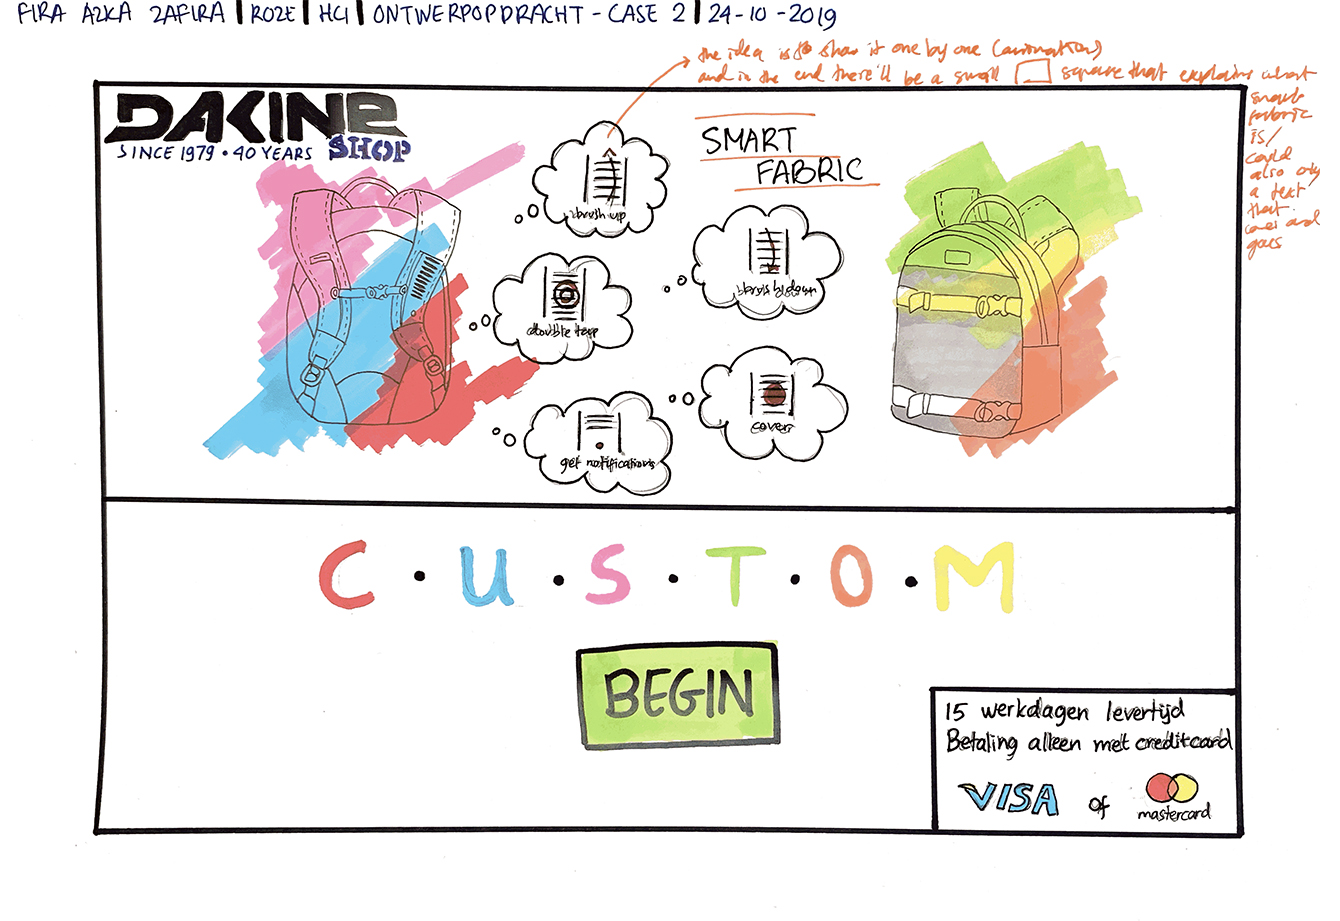 FIRA AZKA ZAFIRA | ROZE | HCI | ONTWERPOPDRACHT - CASE 2 | 24-10-2019
the idea is to show it one by one (animation)
and in the end there'll be a small square that explains what
smart
fabric
is/
could
also only
a text
that
comes and
goes
DAKINE
SINCE 1979 • 40 YEARS SHOP
SMART
FABRIC
brush up
brush down
double tap
cover
get notifications
C • U • S • T • O • M
BEGIN
15 werkdagen levertijd
Betaling alleen met creditcard
VISA of mastercard